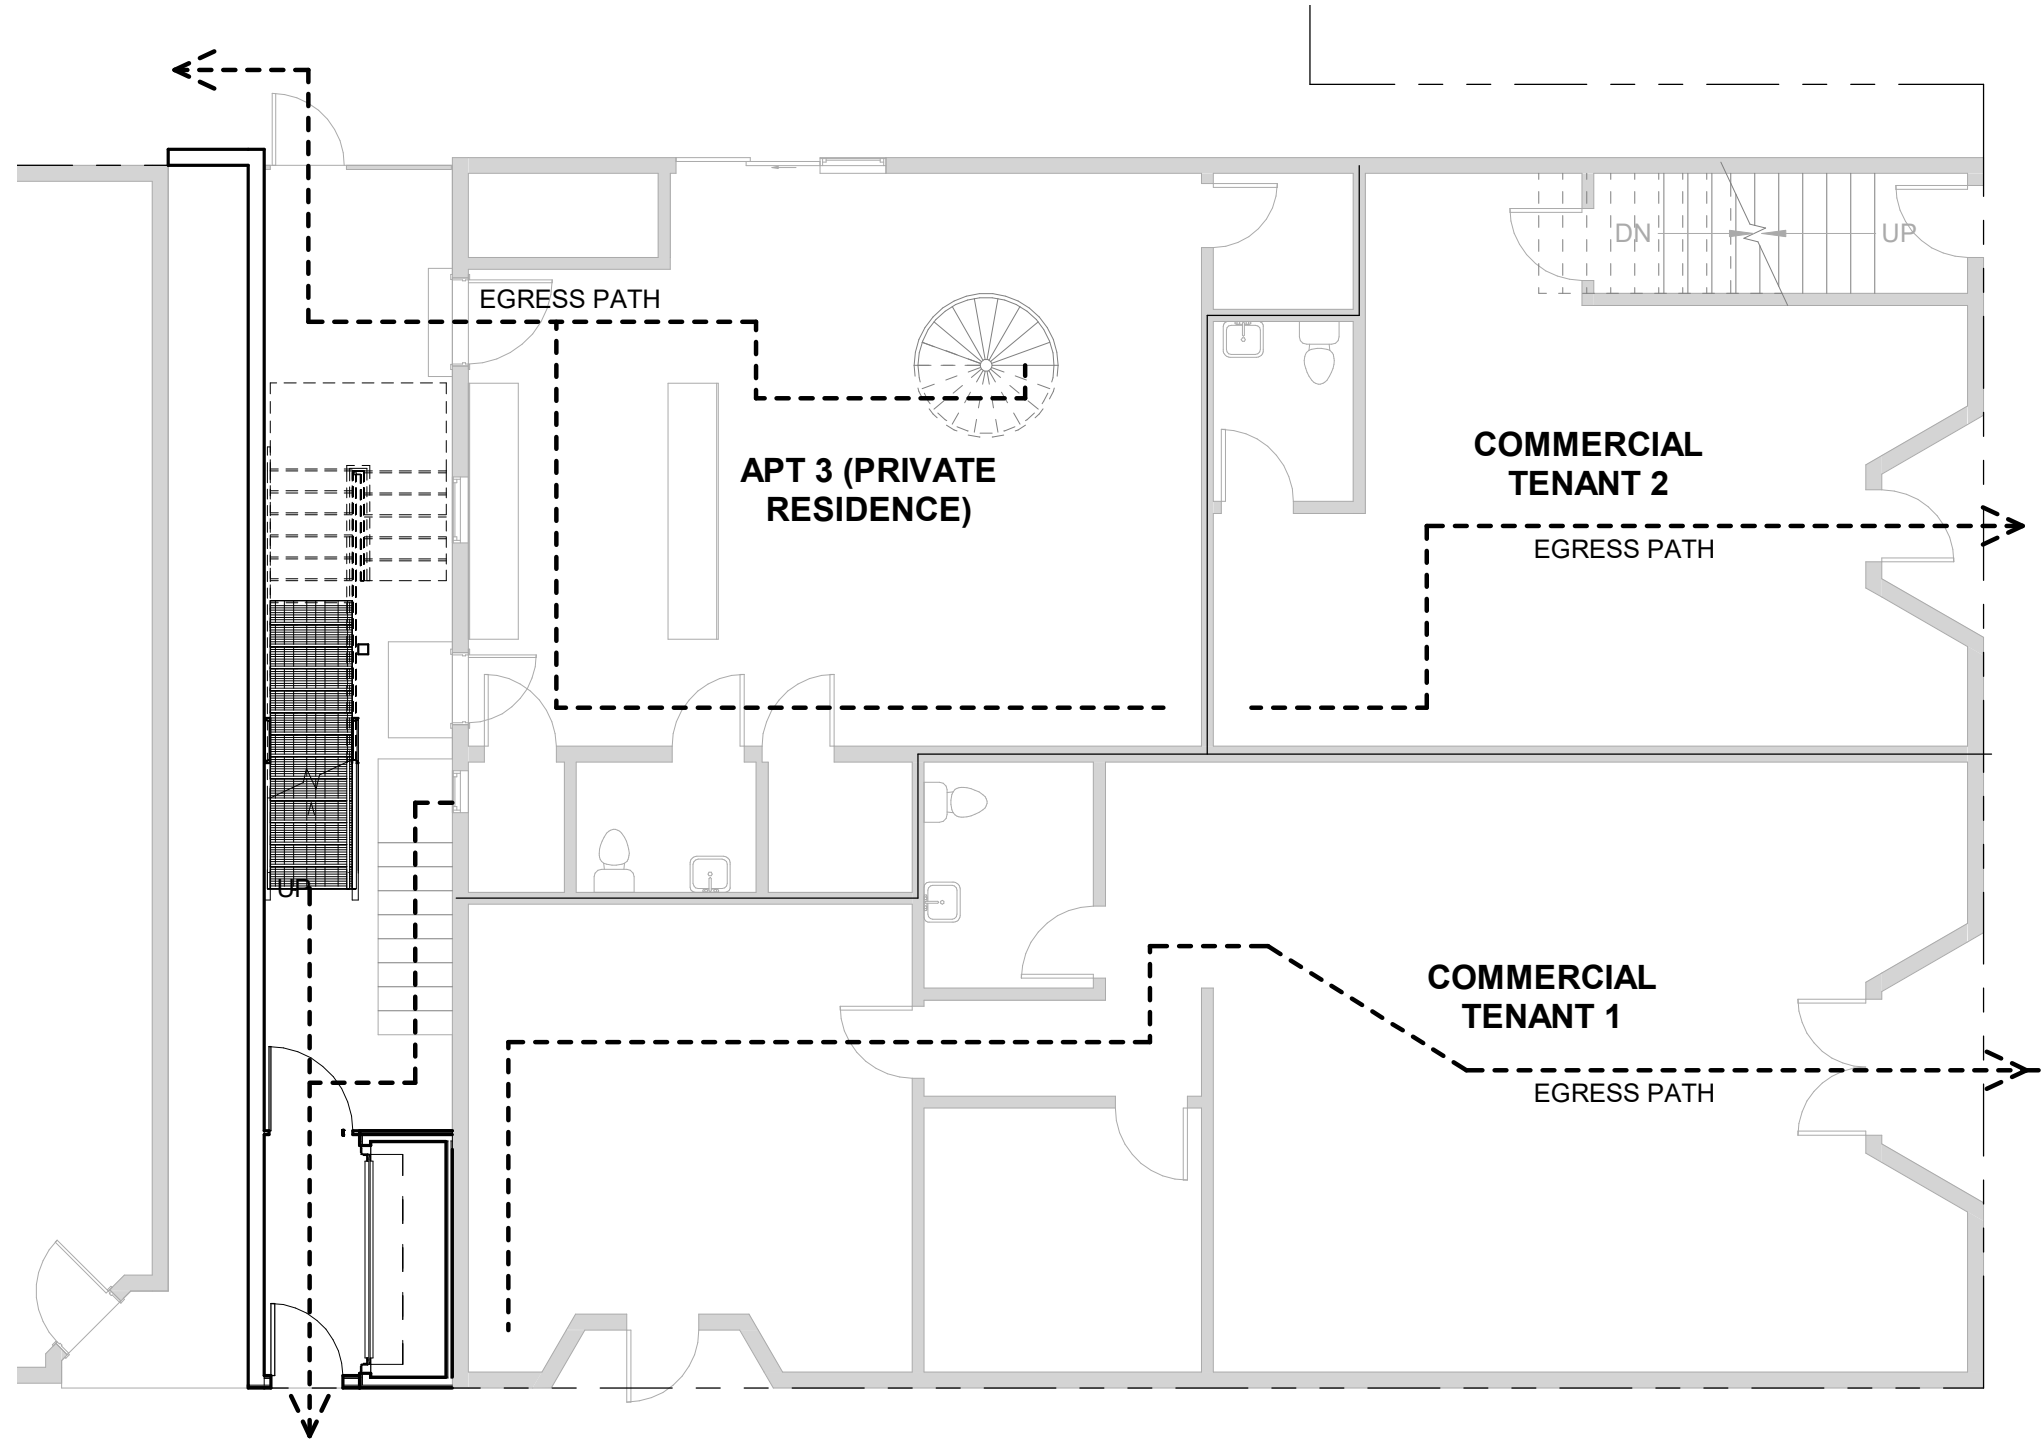 DN
UP
EGRESS PATH
COMMERCIAL
TENANT 2
APT 3 (PRIVATE
RESIDENCE)
EGRESS PATH
UP
COMMERCIAL
TENANT 1
EGRESS PATH